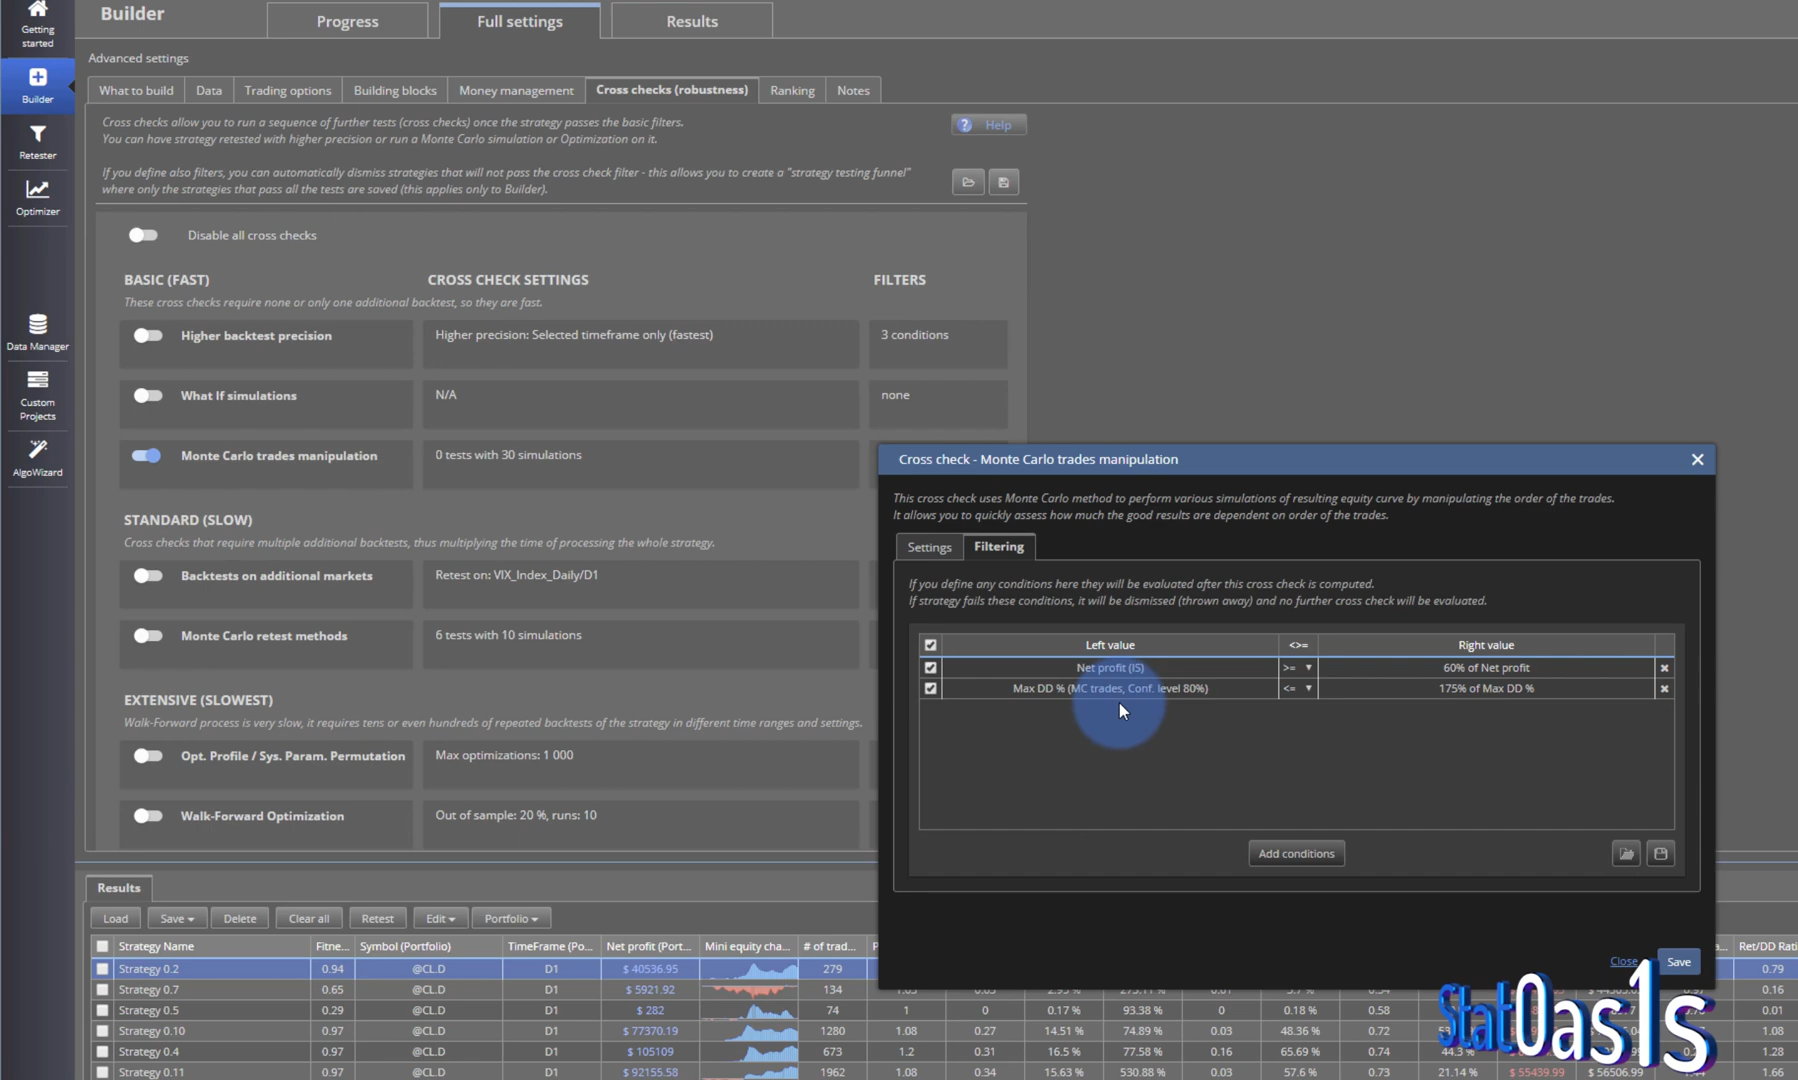 Getting
started
Builder
Retester
Optimizer
Data Manager
Custom
Projects
AlgoWizard
Builder
Progress
Full settings
Results
Advanced settings
What to build
Data
Trading options
Building blocks
Money management
Cross checks (robustness)
Ranking
Notes
Cross checks allow you to run a sequence of further tests (cross checks) once the strategy passes the basic filters.
You can have strategy retested with higher precision or run a Monte Carlo simulation or Optimization on it.
? Help
If you define also filters, you can automatically dismiss strategies that will not pass the cross check filter - this allows you to create a "strategy testing funnel"
where only the strategies that pass all the tests are saved (this applies only to Builder).
Disable all cross checks
BASIC (FAST)
CROSS CHECK SETTINGS
FILTERS
These cross checks require none or only one additional backtest, so they are fast.
Higher backtest precision
Higher precision: Selected timeframe only (fastest)
3 conditions
What If simulations
N/A
none
Monte Carlo trades manipulation
0 tests with 30 simulations
STANDARD (SLOW)
Cross checks that require multiple additional backtests, thus multiplying the time of processing the whole strategy.
Backtests on additional markets
Retest on: VIX_Index_Daily/D1
Monte Carlo retest methods
6 tests with 10 simulations
EXTENSIVE (SLOWEST)
Walk-Forward process is very slow, it requires tens or even hundreds of repeated backtests of the strategy in different time ranges and settings.
Opt. Profile / Sys. Param. Permutation
Max optimizations: 1 000
Walk-Forward Optimization
Out of sample: 20 %, runs: 10
Cross check - Monte Carlo trades manipulation
This cross check uses Monte Carlo method to perform various simulations of resulting equity curve by manipulating the order of the trades.
It allows you to quickly assess how much the good results are dependent on order of the trades.
Settings
Filtering
If you define any conditions here they will be evaluated after this cross check is computed.
If strategy fails these conditions, it will be dismissed (thrown away) and no further cross check will be evaluated.
Left value <>= Right value
Net profit (IS) >= 60% of Net profit
Max DD % (MC trades, Conf. level 80%) <= 175% of Max DD %
Add conditions
Close
Save
Results
Load
Save
Delete
Clear all
Retest
Edit
Portfolio
Strategy Name Fitne... Symbol (Portfolio) TimeFrame (Po... Net profit (Port... Mini equity cha... # of trad... Ret/DD Rati
Strategy 0.2 0.94 @CL.D D1 $ 40536.95 279 0.79
Strategy 0.7 0.65 @CL.D D1 $ 5921.92 134 0.16
Strategy 0.5 0.29 @CL.D D1 $ 282 74 1 0 0.17 % 93.38 % 0 0.18 % 0.58 0.01
Strategy 0.10 0.97 @CL.D D1 $ 77370.19 1280 1.08 0.27 14.51 % 74.89 % 0.03 48.36 % 0.72 1.08
Strategy 0.4 0.97 @CL.D D1 $ 105109 673 1.2 0.31 16.5 % 77.58 % 0.16 65.69 % 0.74 44.3 % 1.28
Strategy 0.11 0.97 @CL.D D1 $ 92155.58 1962 1.08 0.34 15.63 % 530.88 % 0.03 57.6 % 0.73 21.14 % $ 55439.99 $ 56506.99 1.66
StatOas1s